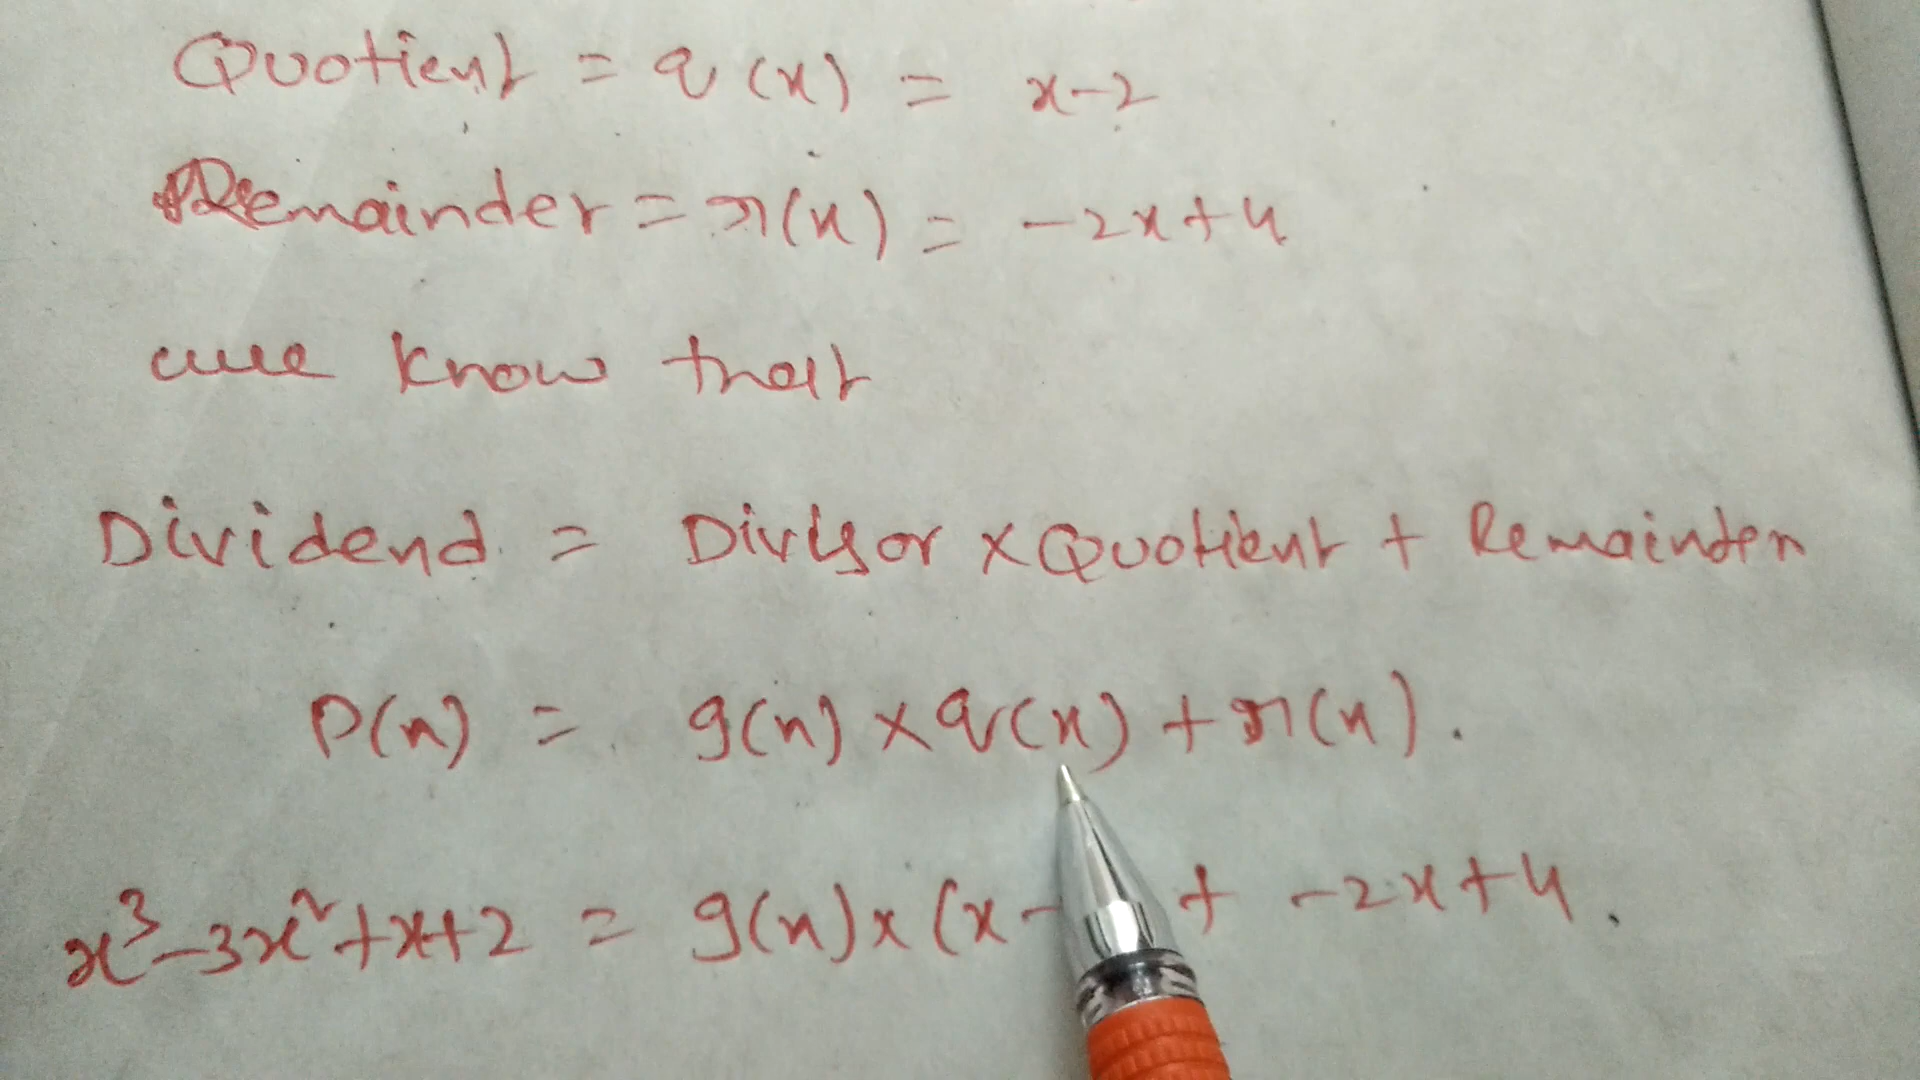 Quotient = q(x) = x-2
Remainder = r(x) = -2x+4
we know that
Dividend = Divisor × Quotient + Remainder
P(x) = g(x) × q(x) + r(x).
x³-3x²+x+2 = g(x) × (x- + -2x+4.